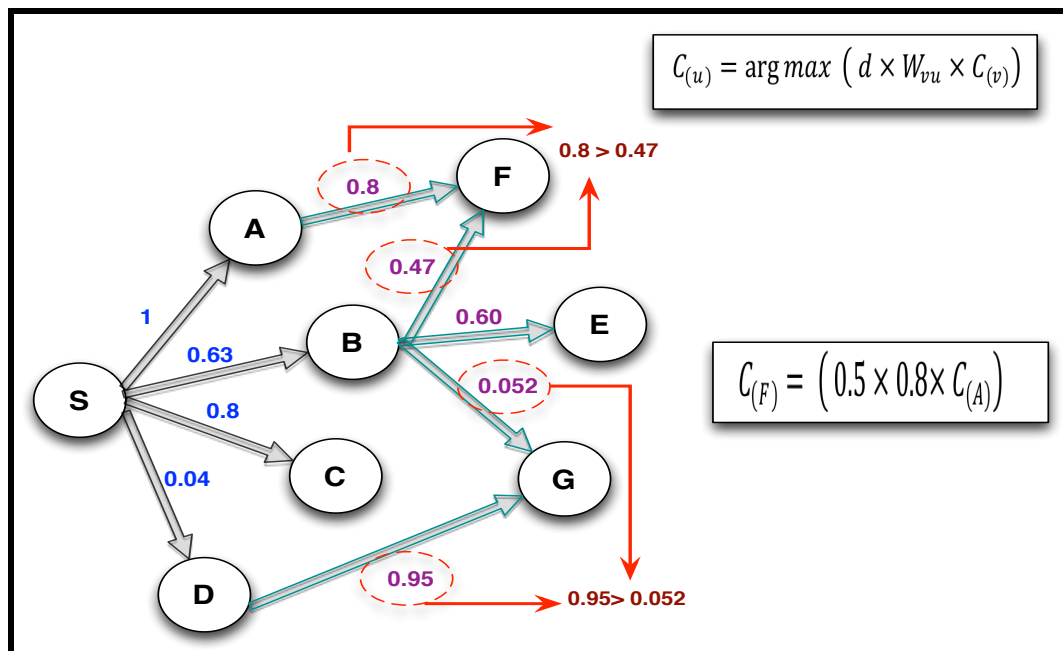 C(u) = arg max ( d × Wvu × C(v) )
0.8 > 0.47
F
0.8
A
0.47
0.60
E
1
B
0.63
0.052
C(F) = ( 0.5 × 0.8 × C(A) )
S
0.8
C
G
0.04
0.95
D
0.95> 0.052